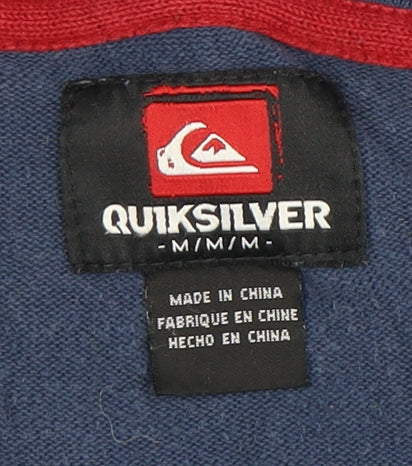 QUIKSILVER
- M / M / M -
MADE IN CHINA
FABRIQUE EN CHINE
HECHO EN CHINA